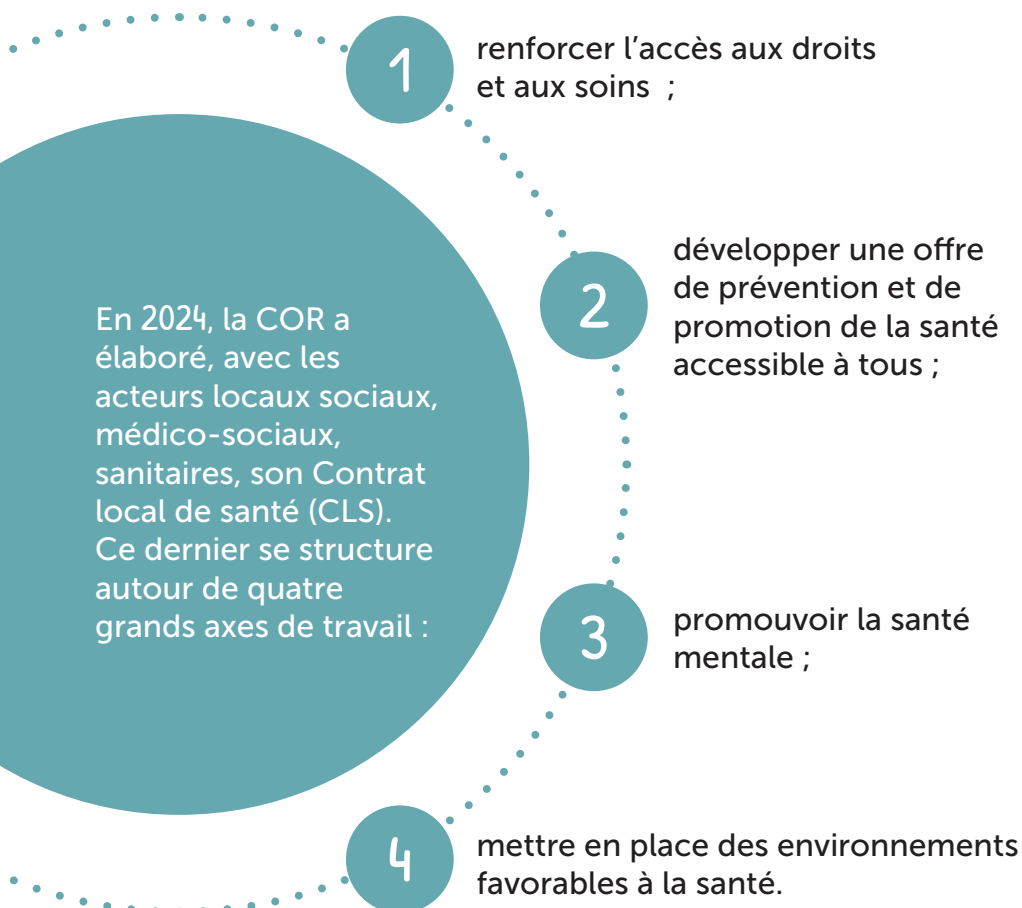 En 2024, la COR a
élaboré, avec les
acteurs locaux sociaux,
médico-sociaux,
sanitaires, son Contrat
local de santé (CLS).
Ce dernier se structure
autour de quatre
grands axes de travail :
1
renforcer l’accès aux droits
et aux soins ;
2
développer une offre
de prévention et de
promotion de la santé
accessible à tous ;
3
promouvoir la santé
mentale ;
4
mettre en place des environnements
favorables à la santé.